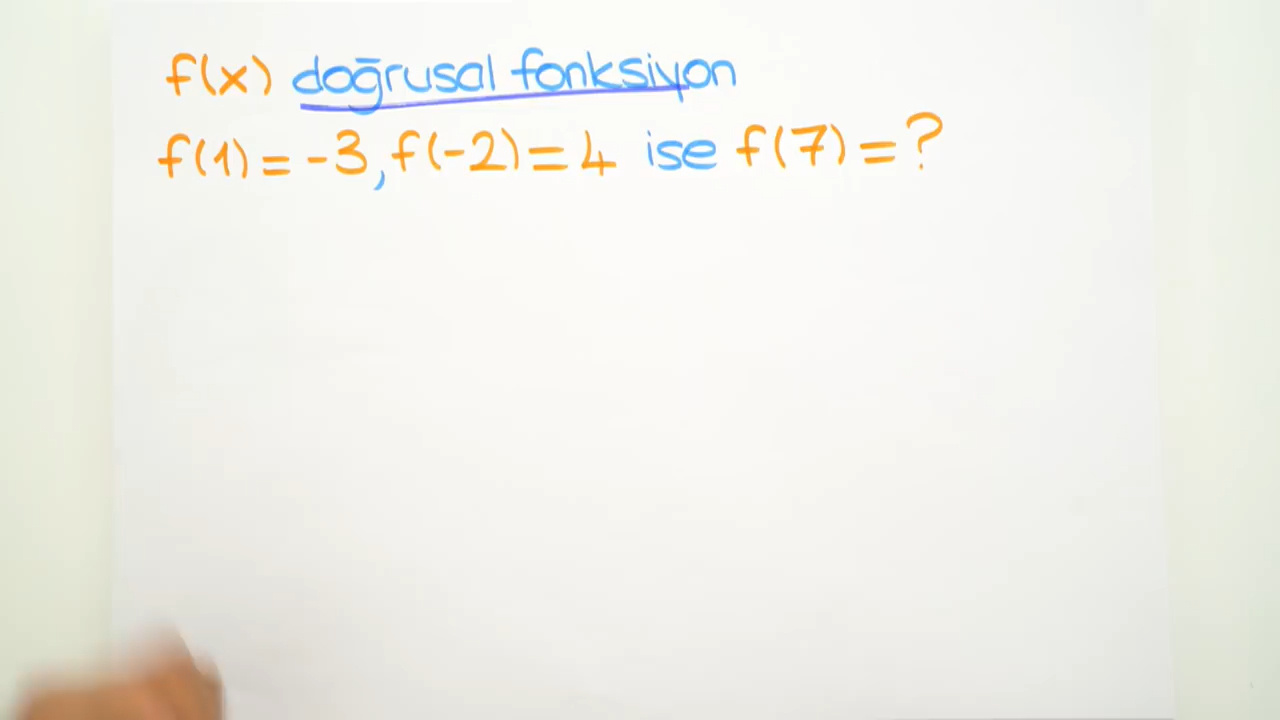 f(x) doğrusal fonksiyon
f(1) = -3, f(-2) = 4 ise f(7) = ?